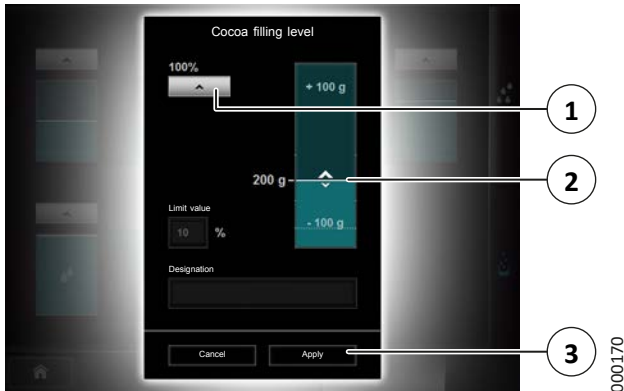 Cocoa filling level
100%
+ 100 g
1
200 g
2
Limit value
- 100 g
10 %
Designation
Cancel
Apply
3
000170